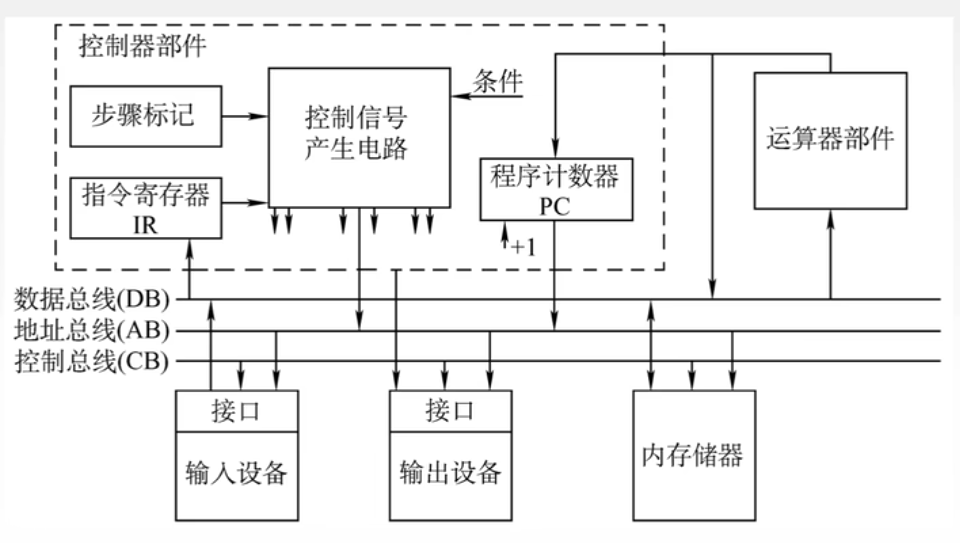 控制器部件
步骤标记
控制信号
产生电路
条件
运算器部件
指令寄存器
IR
程序计数器
PC
+1
数据总线(DB)
地址总线(AB)
控制总线(CB)
接口
输入设备
接口
输出设备
内存储器